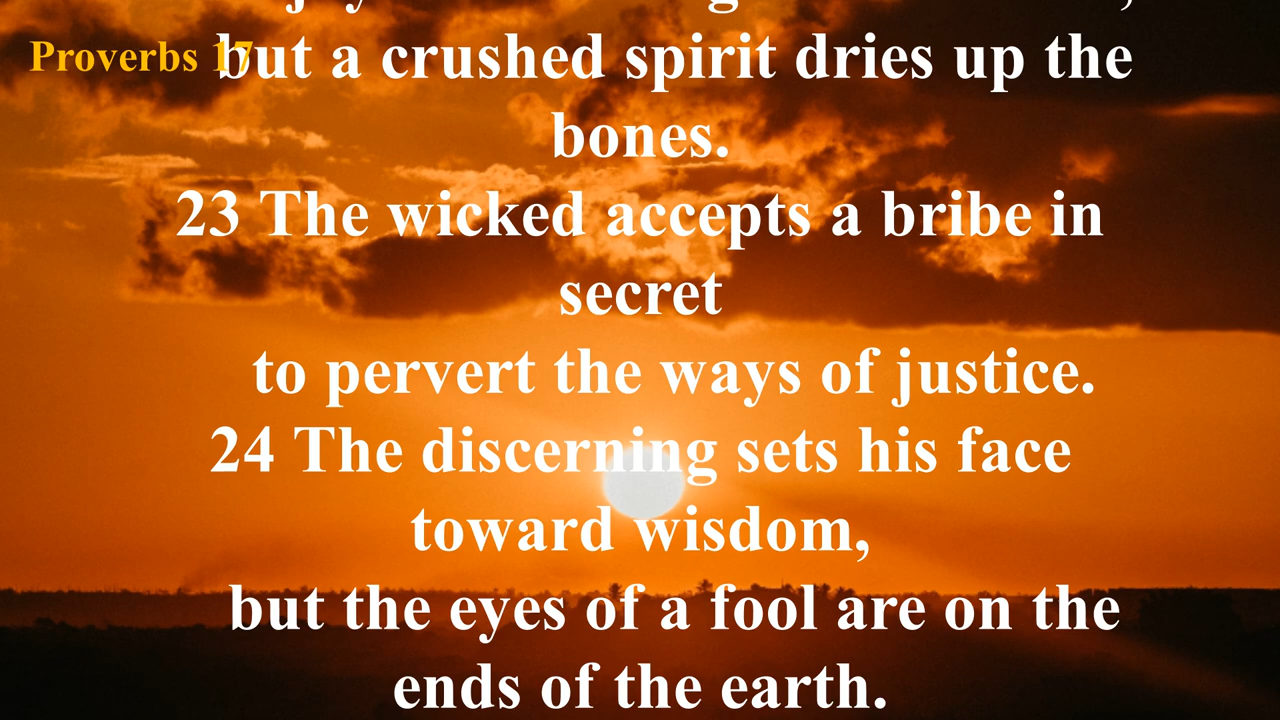 Proverbs 17
but a crushed spirit dries up the
bones.
23 The wicked accepts a bribe in
secret
to pervert the ways of justice.
24 The discerning sets his face
toward wisdom,
but the eyes of a fool are on the
ends of the earth.